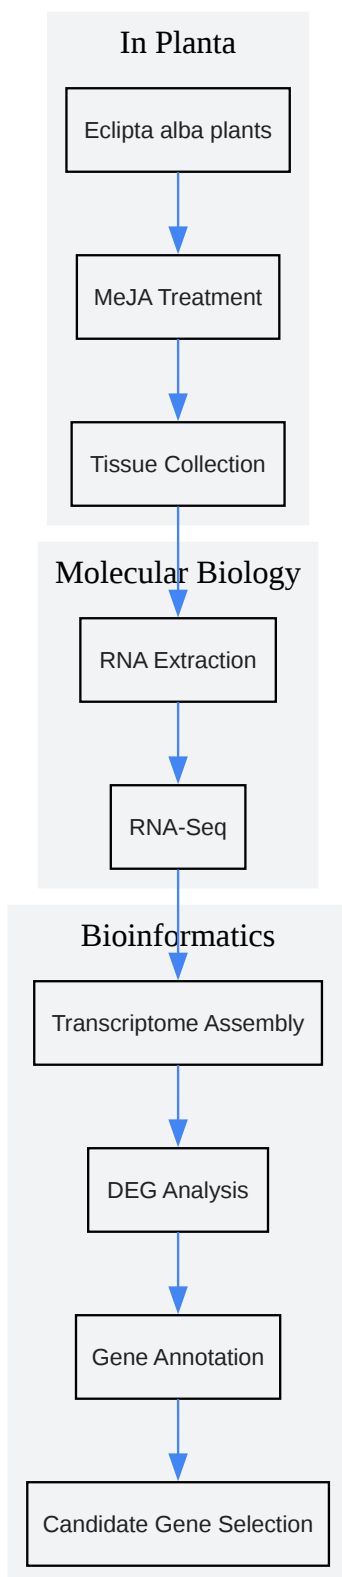 In Planta
Eclipta alba plants
MeJA Treatment
Tissue Collection
Molecular Biology
RNA Extraction
RNA-Seq
Bioinformatics
Transcriptome Assembly
DEG Analysis
Gene Annotation
Candidate Gene Selection